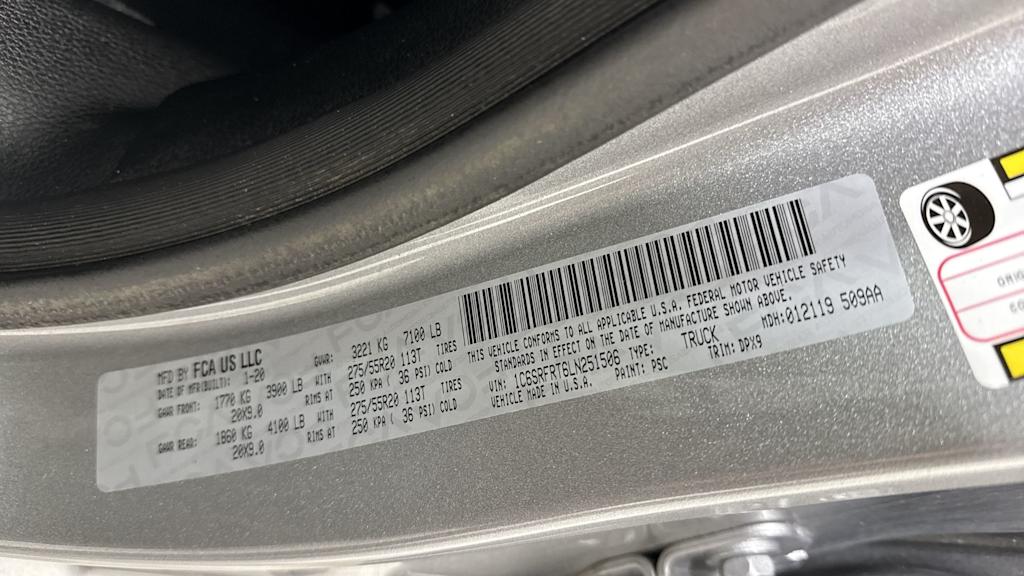 MFD BY FCA US LLC
DATE OF MFR(BUILT): 1-20 GVWR: 3221 KG 7100 LB
GAWR FRONT: 1770 KG 3900 LB WITH 275/55R20 113T TIRES
20X9.0 RIMS AT 250 KPA ( 36 PSI) COLD
GAWR REAR: 1860 KG 4100 LB WITH 275/55R20 113T TIRES
20X9.0 RIMS AT 250 KPA ( 36 PSI) COLD
THIS VEHICLE CONFORMS TO ALL APPLICABLE U.S.A. FEDERAL MOTOR VEHICLE SAFETY
STANDARDS IN EFFECT ON THE DATE OF MANUFACTURE SHOWN ABOVE.
VIN: 1C6SRFRT6LN251506 TYPE: TRUCK MDH:012119 509AA
VEHICLE MADE IN U.S.A. PAINT: PSC TRIM: DPX9